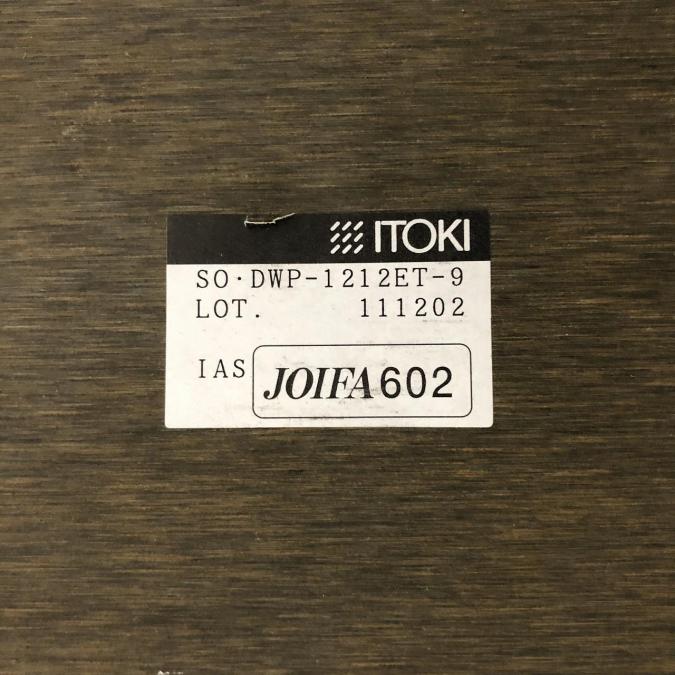 ITOKI
SO・DWP-1212ET-9
LOT. 111202
IAS JOIFA602